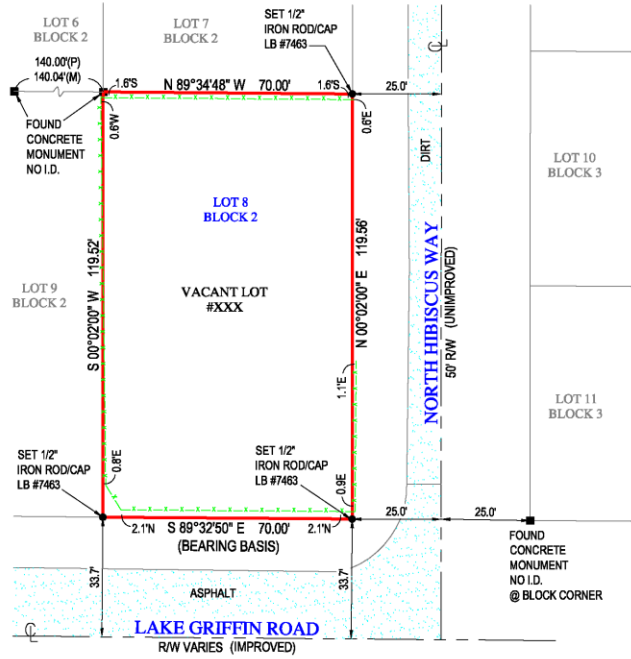 LOT 6
BLOCK 2
LOT 7
BLOCK 2
SET 1/2"
IRON ROD/CAP
LB #7463
℄
140.00'(P)
140.04'(M)
1.6'S
N 89°34'48" W 70.00'
1.6'S
25.0'
FOUND
CONCRETE
MONUMENT
NO I.D.
0.6'W
0.6'E
DIRT
LOT 10
BLOCK 3
LOT 8
BLOCK 2
LOT 9
BLOCK 2
S 00°02'00" W 119.52'
VACANT LOT
#XXX
N 00°02'00" E 119.56'
NORTH HIBISCUS WAY
50' R/W (UNIMPROVED)
LOT 11
BLOCK 3
1.1'E
SET 1/2"
IRON ROD/CAP
LB #7463
0.8'E
SET 1/2"
IRON ROD/CAP
LB #7463
0.9'E
25.0'
25.0'
2.1'N
S 89°32'50" E 70.00'
2.1'N
(BEARING BASIS)
FOUND
CONCRETE
MONUMENT
NO I.D.
@ BLOCK CORNER
33.7'
33.7'
ASPHALT
℄
LAKE GRIFFIN ROAD
R/W VARIES (IMPROVED)